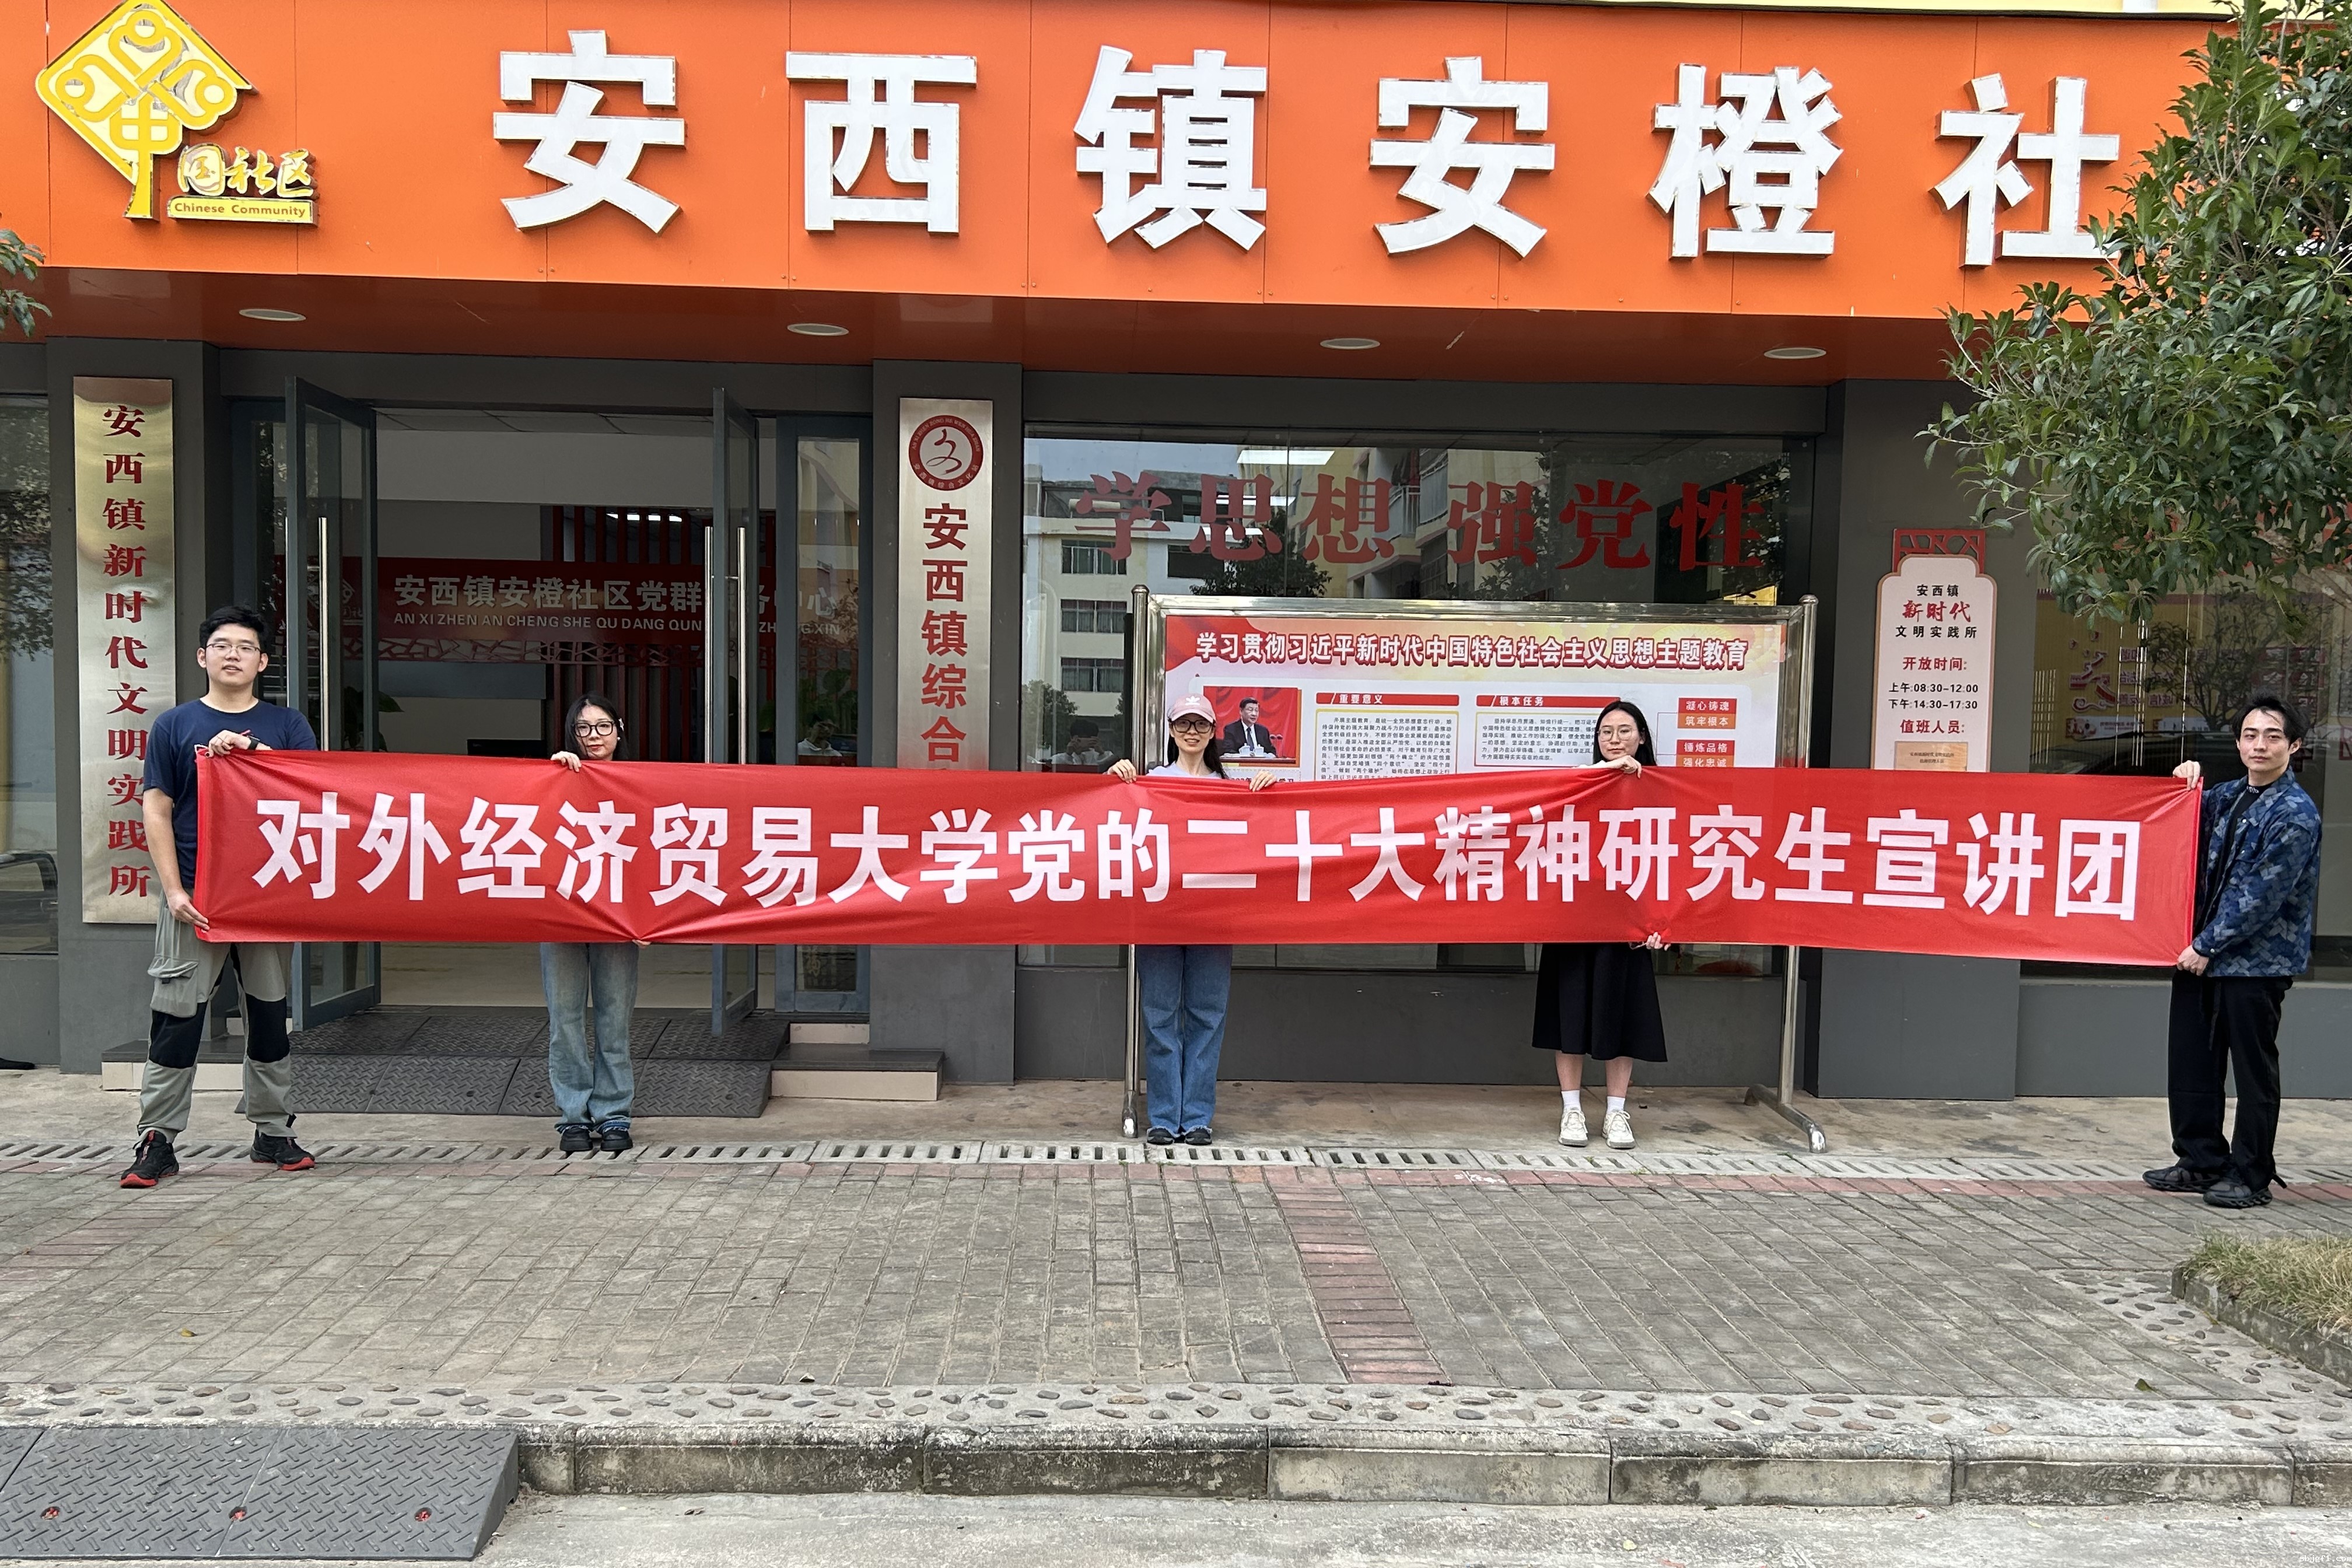 中
国社区
Chinese Community
安西镇安橙社
安西镇新时代文明实践所
安西镇安橙社区党群
AN XI ZHEN AN CHENG SHE QU DANG QUN
安西镇综合
学思想 强党性
学习贯彻习近平新时代中国特色社会主义思想主题教育
重要意义
根本任务
凝心铸魂
筑牢根本
锤炼品格
强化忠诚
安西镇
新时代
文明实践所
开放时间:
上午:08:30-12:00
下午:14:30-17:30
值班人员:
对外经济贸易大学党的二十大精神研究生宣讲团